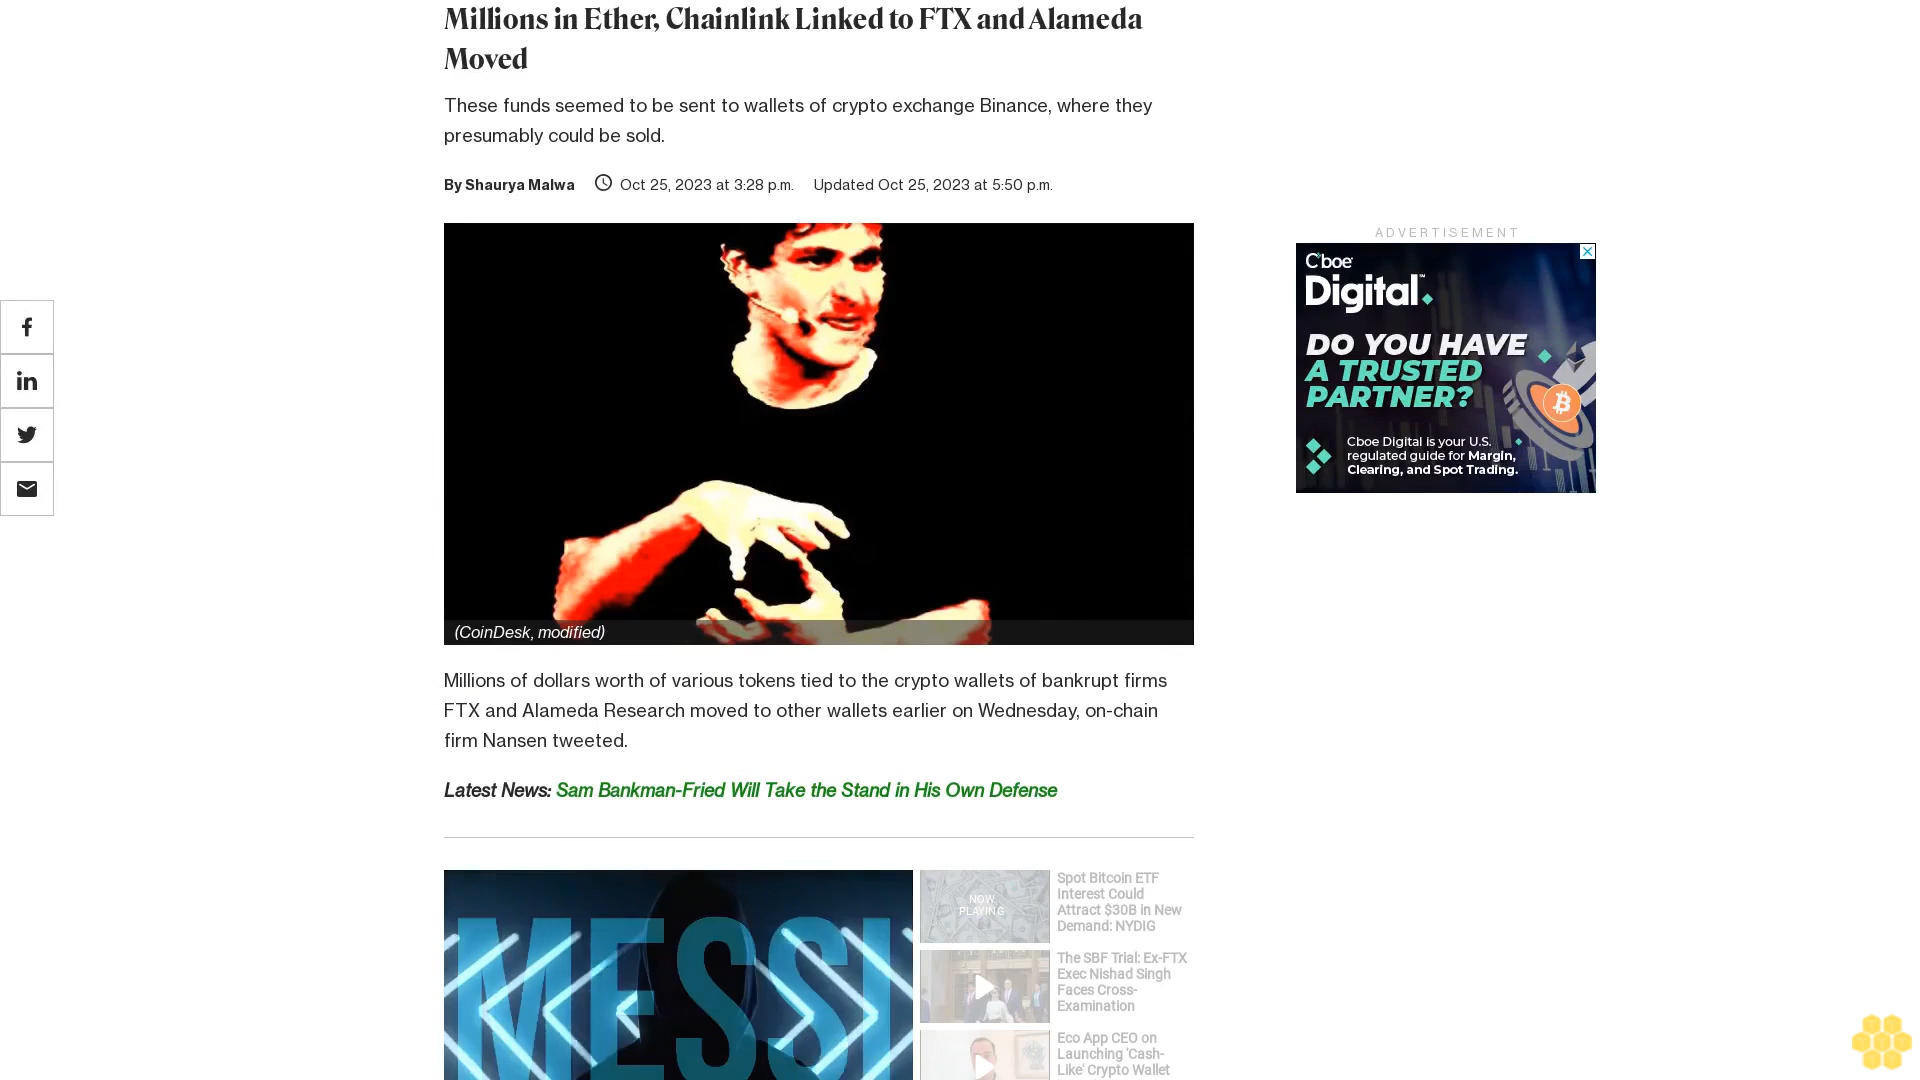 Millions in Ether, Chainlink Linked to FTX and Alameda
Moved
These funds seemed to be sent to wallets of crypto exchange Binance, where they
presumably could be sold.
By Shaurya Malwa Oct 25, 2023 at 3:28 p.m. Updated Oct 25, 2023 at 5:50 p.m.
(CoinDesk, modified)
Millions of dollars worth of various tokens tied to the crypto wallets of bankrupt firms
FTX and Alameda Research moved to other wallets earlier on Wednesday, on-chain
firm Nansen tweeted.
Latest News: Sam Bankman-Fried Will Take the Stand in His Own Defense
MESSI
NOW
PLAYING
Spot Bitcoin ETF
Interest Could
Attract $30B in New
Demand: NYDIG
The SBF Trial: Ex-FTX
Exec Nishad Singh
Faces Cross-
Examination
Eco App CEO on
Launching 'Cash-
Like' Crypto Wallet
ADVERTISEMENT
Cboe
Digital.™
DO YOU HAVE
A TRUSTED
PARTNER?
Cboe Digital is your U.S.
regulated guide for Margin,
Clearing, and Spot Trading.